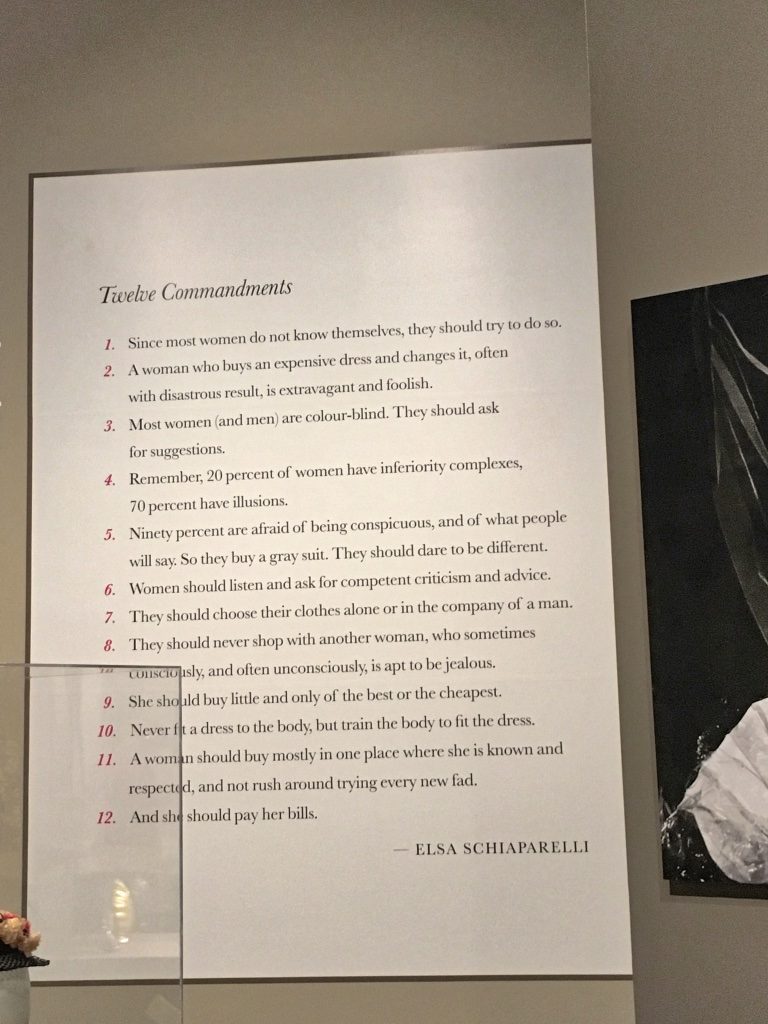 Twelve Commandments
1. Since most women do not know themselves, they should try to do so.
2. A woman who buys an expensive dress and changes it, often
with disastrous result, is extravagant and foolish.
3. Most women (and men) are colour-blind. They should ask
for suggestions.
4. Remember, 20 percent of women have inferiority complexes,
70 percent have illusions.
5. Ninety percent are afraid of being conspicuous, and of what people
will say. So they buy a gray suit. They should dare to be different.
6. Women should listen and ask for competent criticism and advice.
7. They should choose their clothes alone or in the company of a man.
8. They should never shop with another woman, who sometimes
consciously, and often unconsciously, is apt to be jealous.
9. She should buy little and only of the best or the cheapest.
10. Never fit a dress to the body, but train the body to fit the dress.
11. A woman should buy mostly in one place where she is known and
respected, and not rush around trying every new fad.
12. And she should pay her bills.
— ELSA SCHIAPARELLI